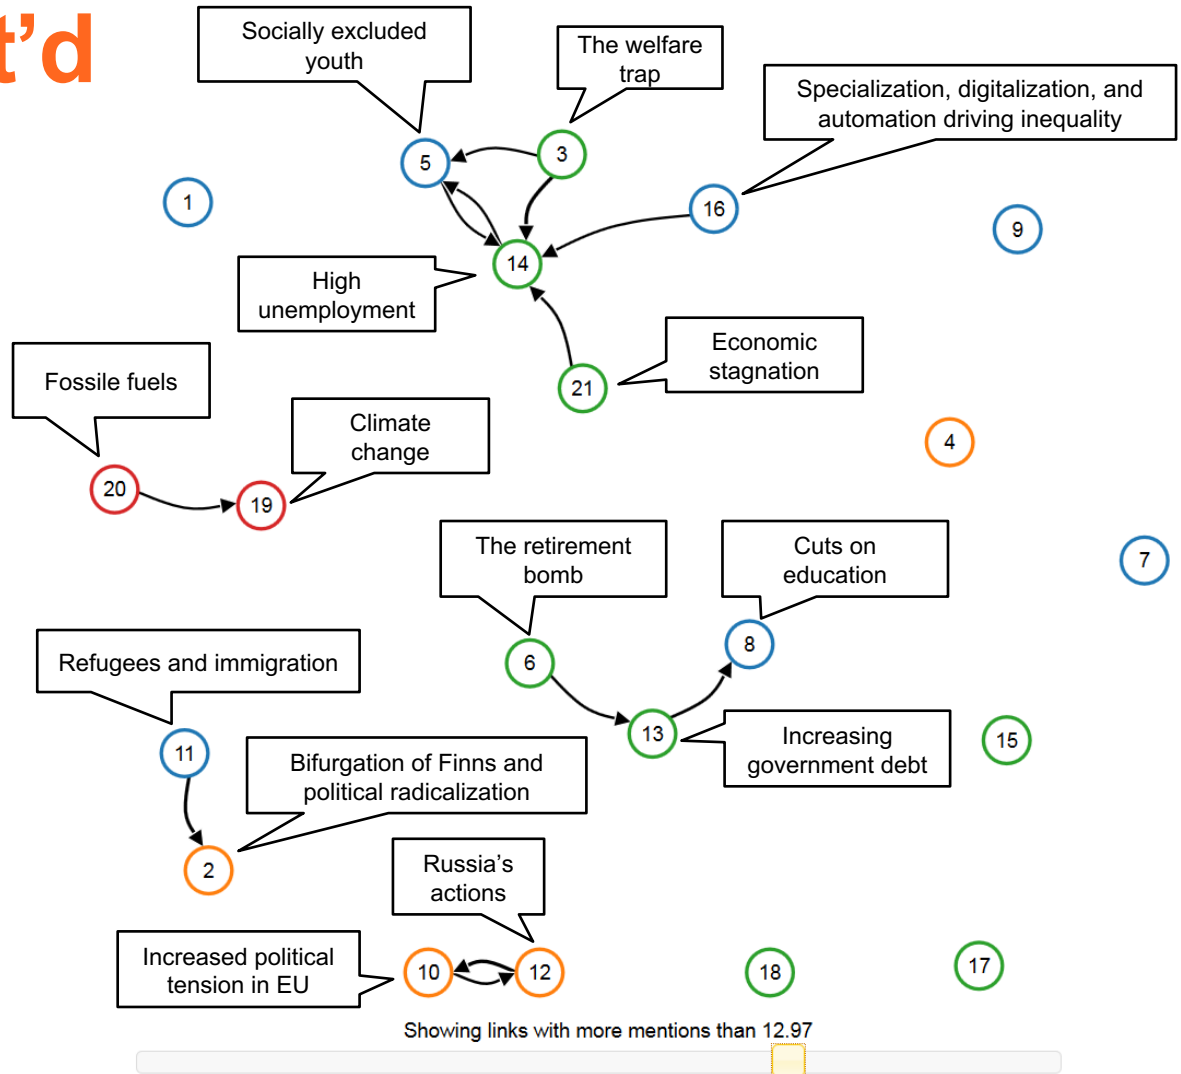 t’d
Socially excluded
youth
The welfare
trap
Specialization, digitalization, and
automation driving inequality
5
3
1
16
9
14
High
unemployment
Economic
stagnation
21
Fossile fuels
Climate
change
4
20
19
The retirement
bomb
Cuts on
education
7
8
Refugees and immigration
6
11
13
Increasing
government debt
15
Bifurgation of Finns and
political radicalization
2
Russia’s
actions
Increased political
tension in EU
10
12
18
17
Showing links with more mentions than 12.97